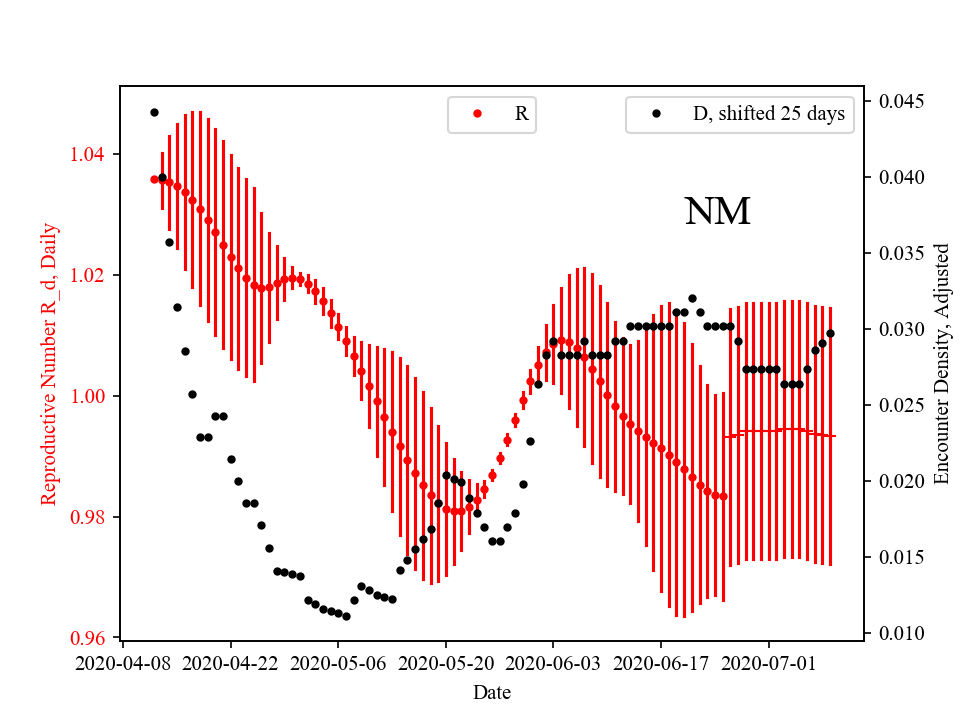 R
D, shifted 25 days
NM
Reproductive Number R_d, Daily
1.04
1.02
1.00
0.98
0.96
0.045
0.040
0.035
0.030
0.025
0.020
0.015
0.010
Encounter Density, Adjusted
2020-04-08 2020-04-22 2020-05-06 2020-05-20 2020-06-03 2020-06-17 2020-07-01
Date